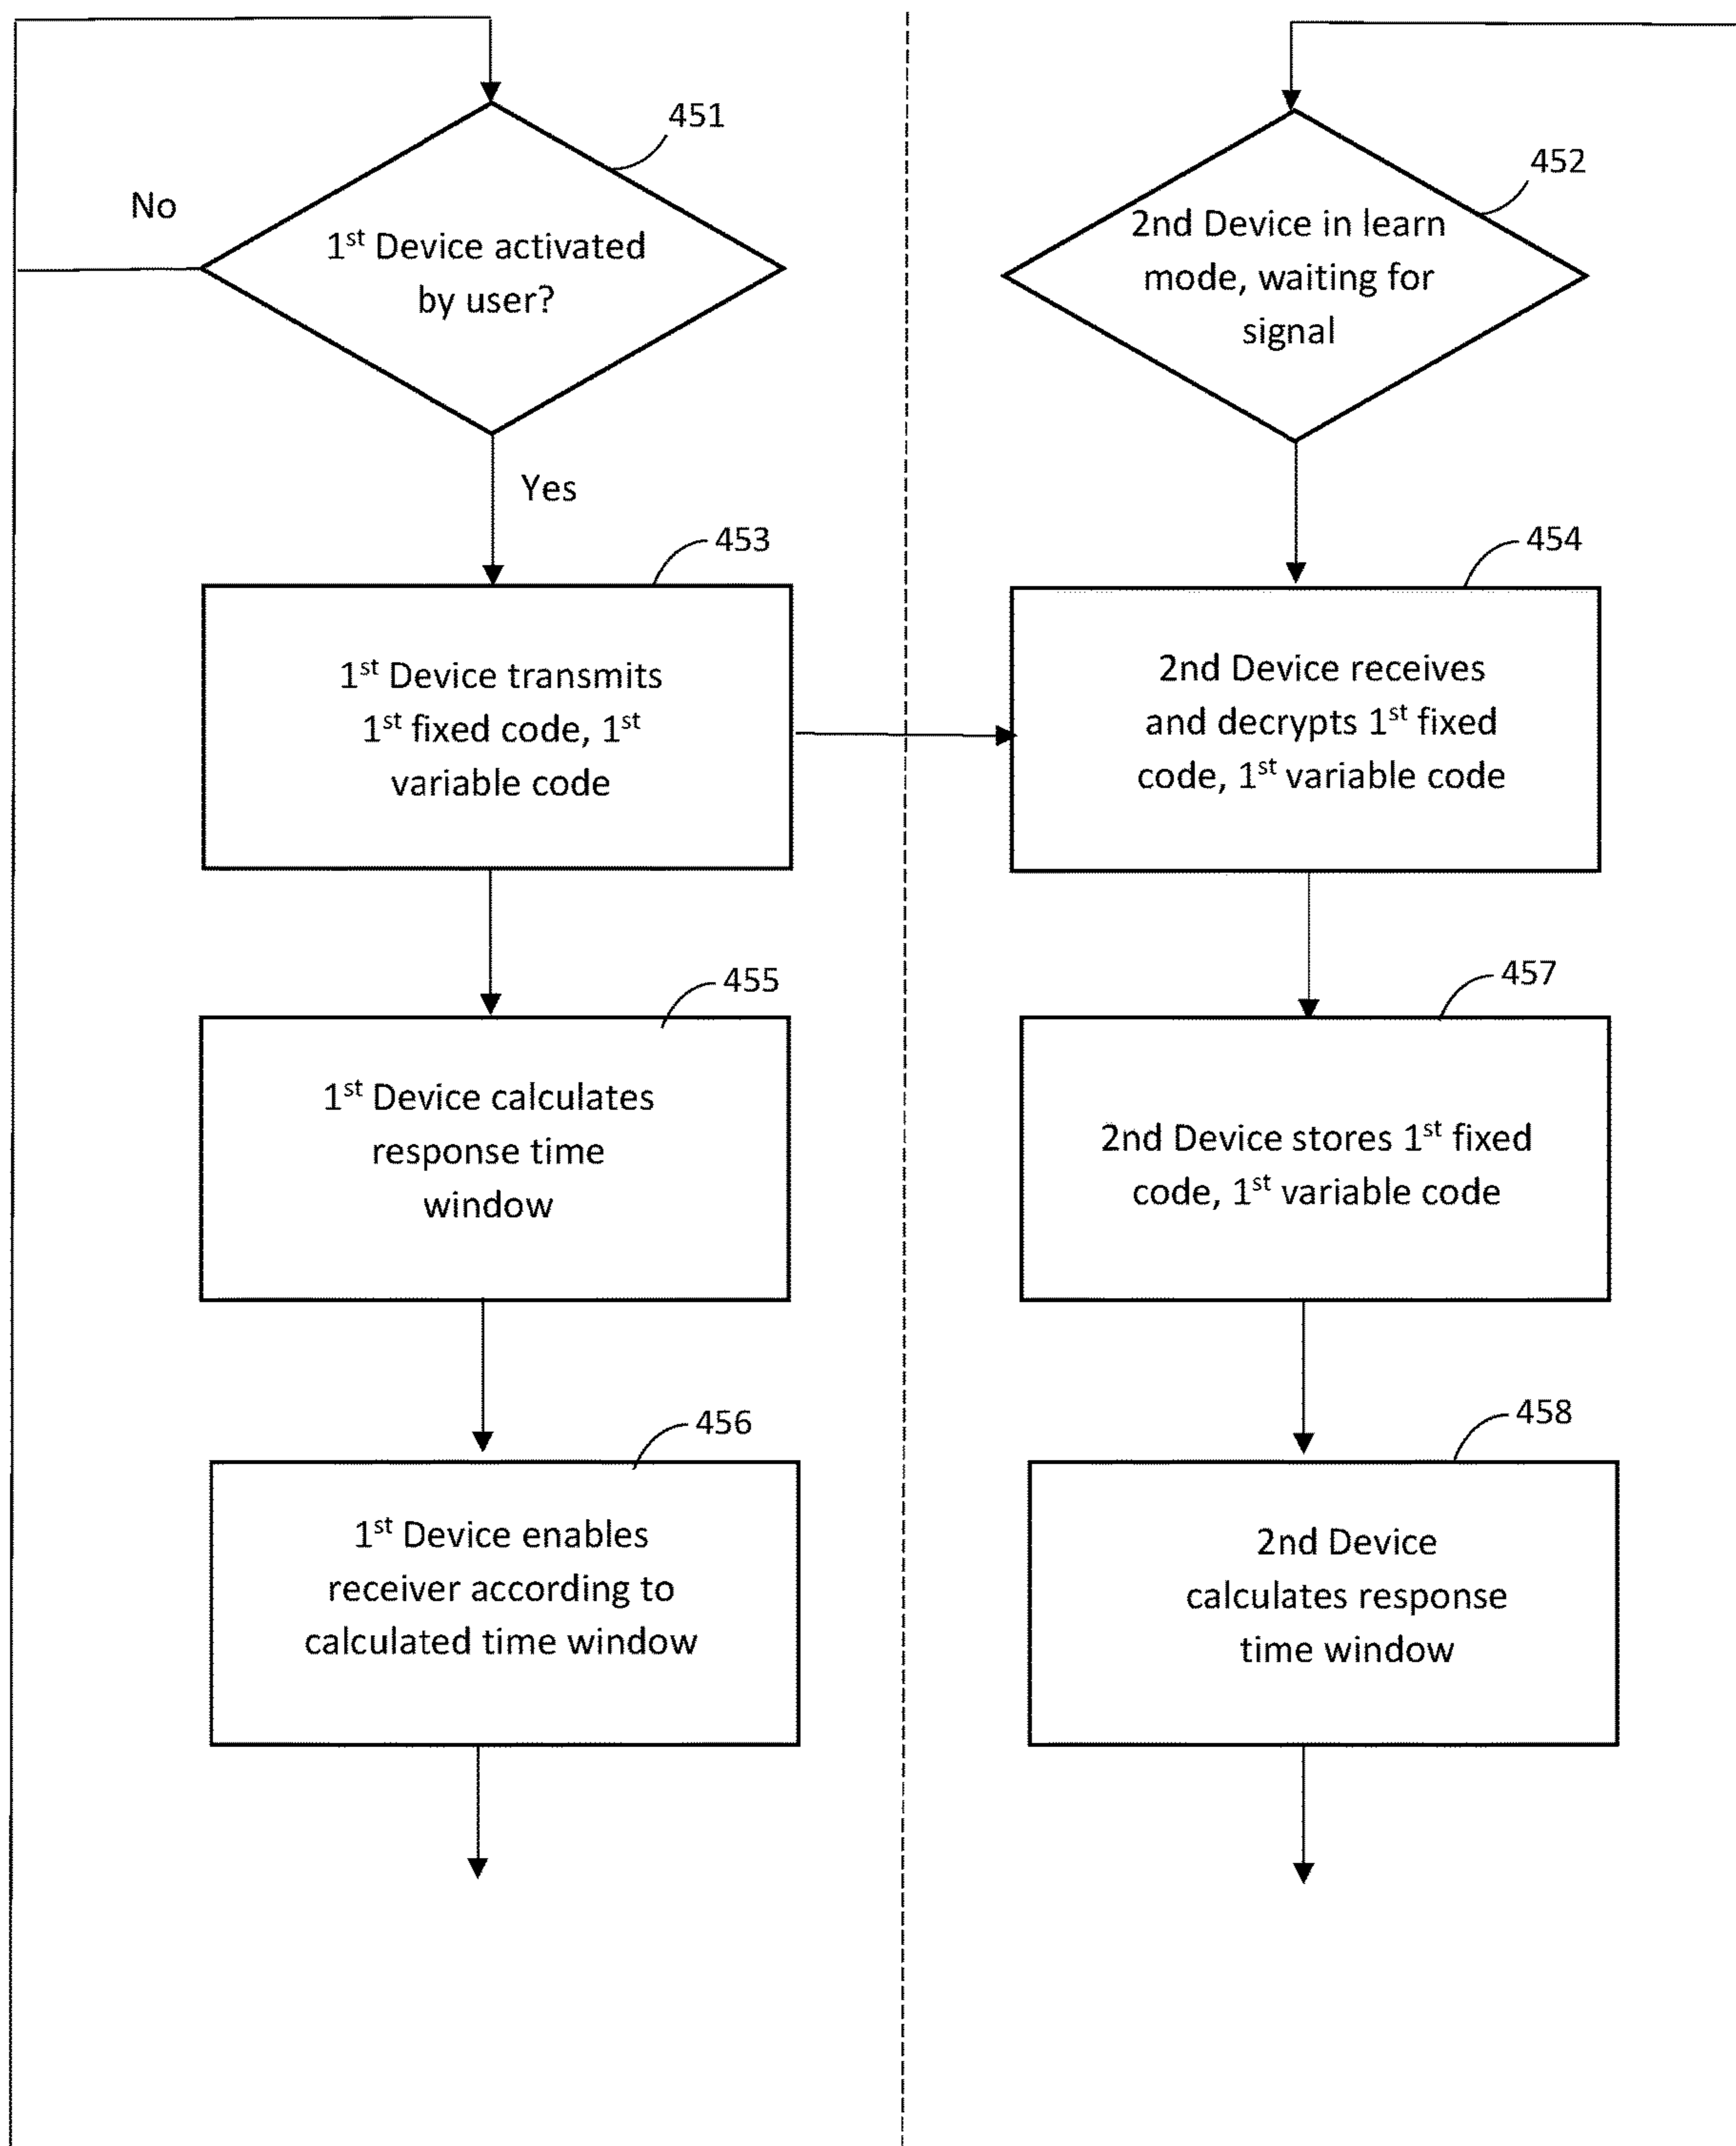 451
No
1st Device activated
by user?
Yes
453
1st Device transmits
1st fixed code, 1st
variable code
455
1st Device calculates
response time
window
456
1st Device enables
receiver according to
calculated time window
452
2nd Device in learn
mode, waiting for
signal
454
2nd Device receives
and decrypts 1st fixed
code, 1st variable code
457
2nd Device stores 1st fixed
code, 1st variable code
458
2nd Device
calculates response
time window